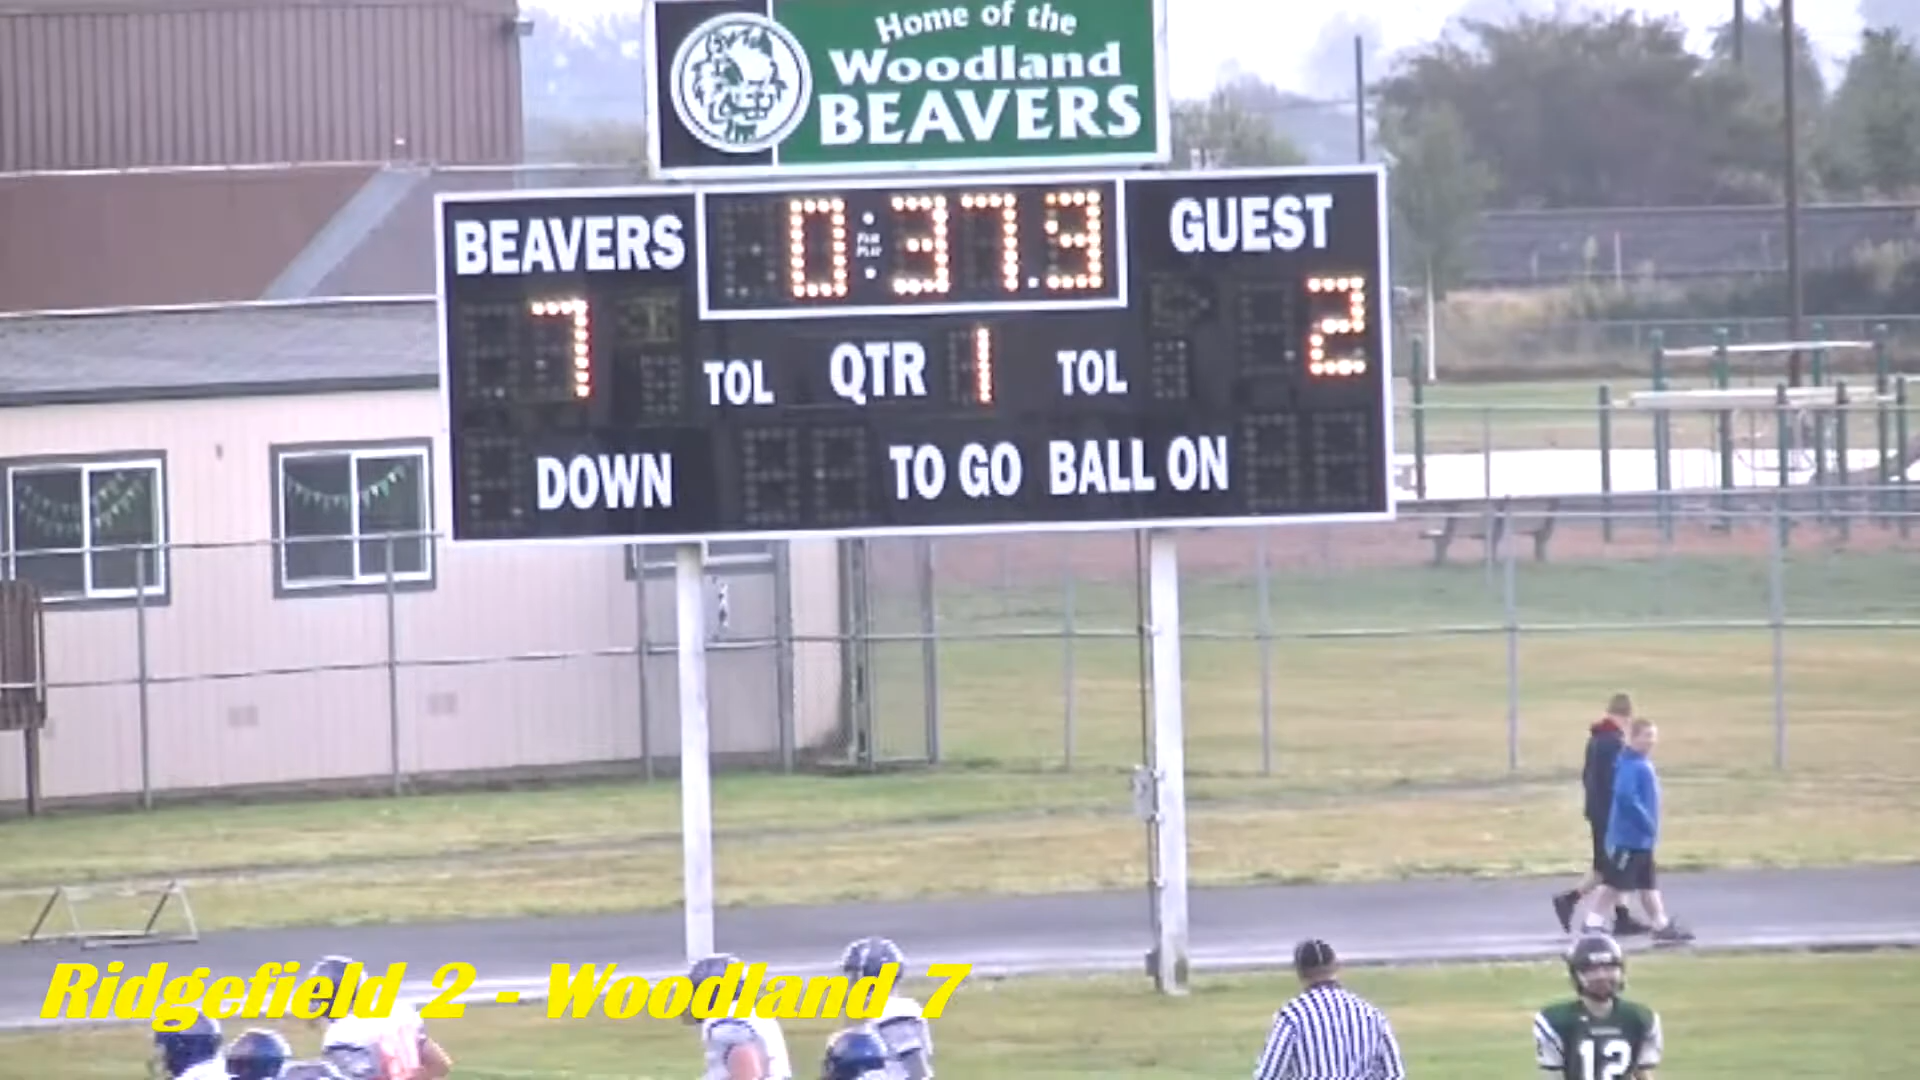 Home of the
Woodland
BEAVERS
BEAVERS
0:37.9
GUEST
7
2
TOL
QTR 1
TOL
DOWN
TO GO
BALL ON
Ridgefield 2 - Woodland 7
12